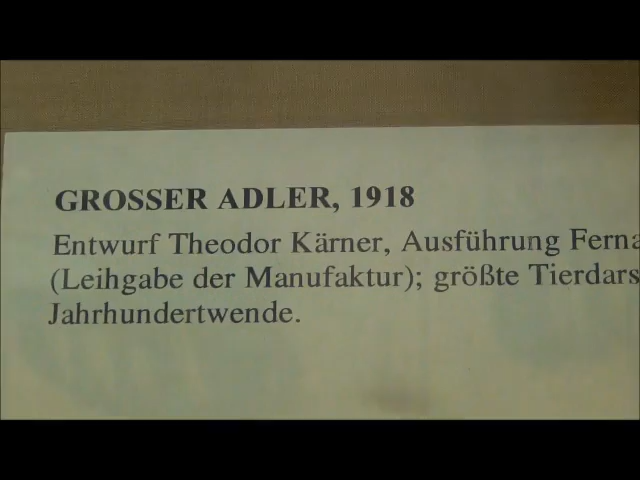 GROSSER ADLER, 1918
Entwurf Theodor Kärner, Ausführung Ferna
(Leihgabe der Manufaktur); größte Tierdars
Jahrhundertwende.